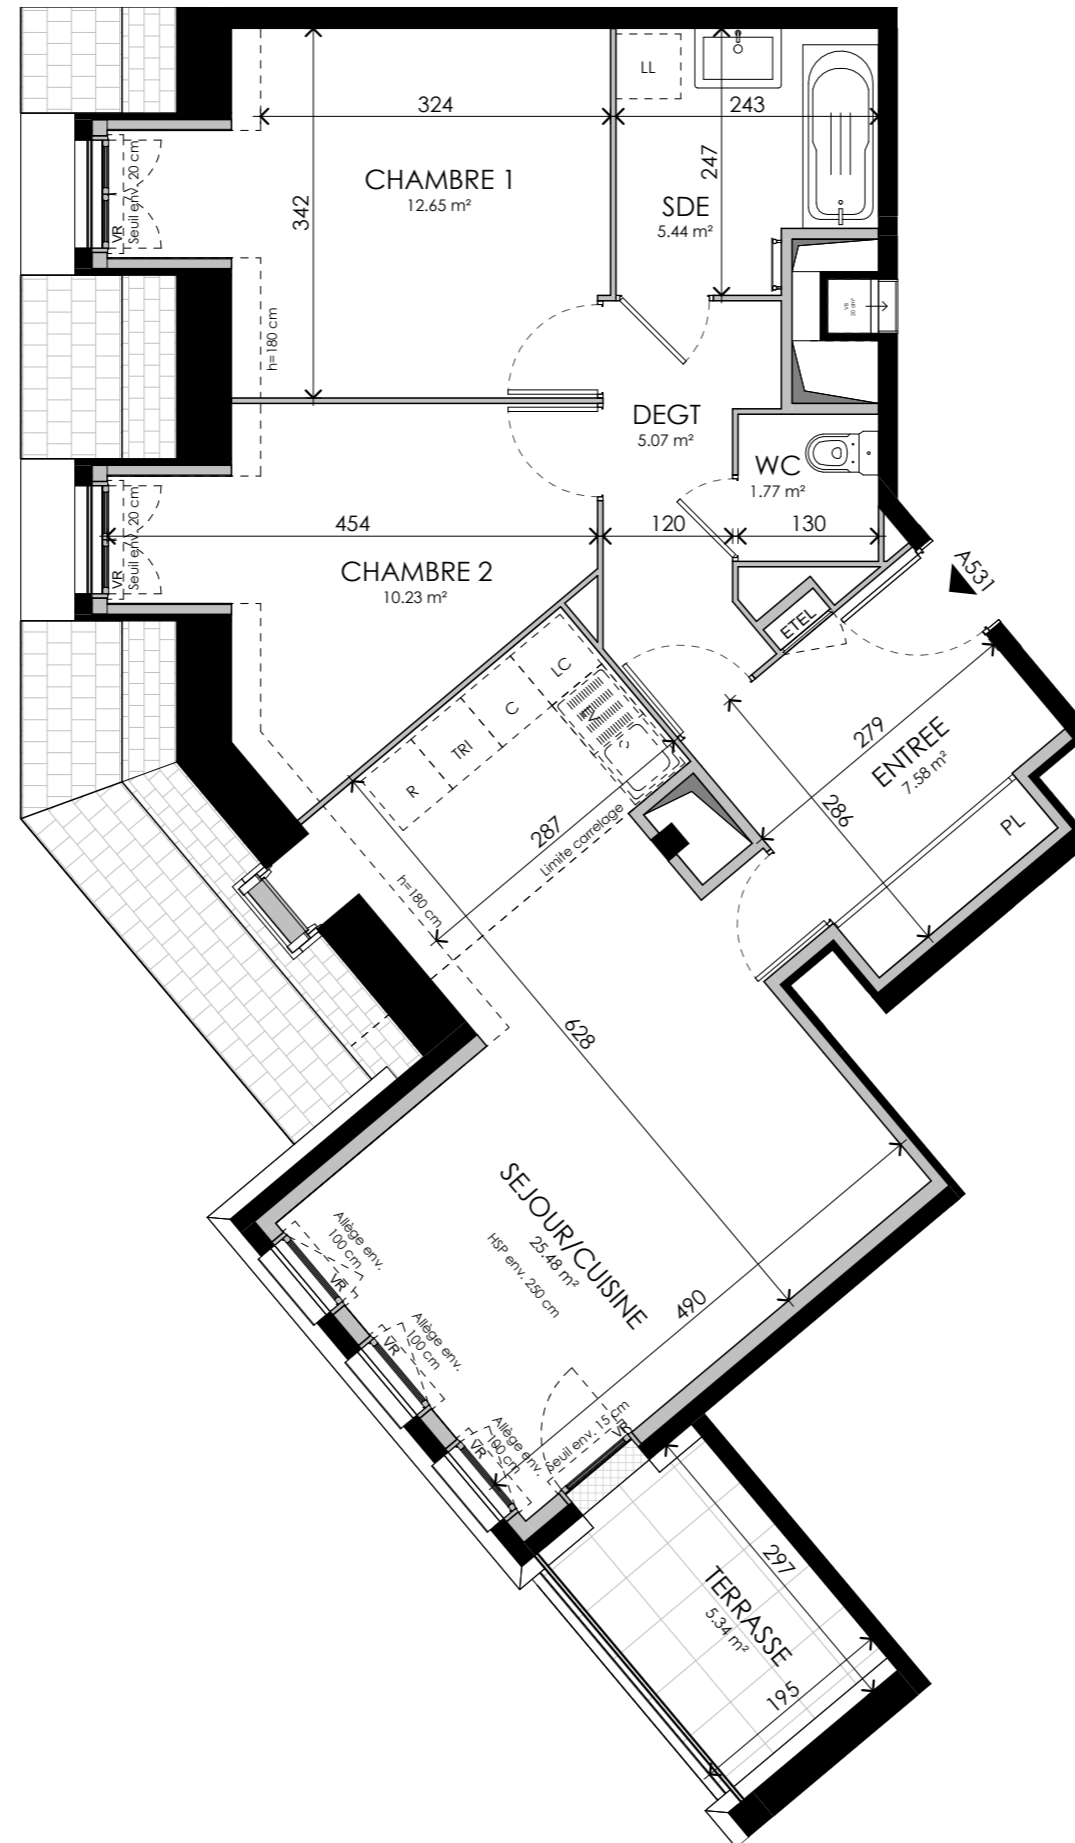 LL
324
243
247
342
CHAMBRE 1
12.65 m²
SDE
5.44 m²
VR
Seuil env. 20 cm
VB
20 dm²
h=180 cm
DEGT
5.07 m²
WC
1.77 m²
VR
Seuil env. 20 cm
454
120
130
CHAMBRE 2
10.23 m²
A531
ETEL
LC
C
TRI
R
279
ENTREE
7.58 m²
286
PL
287
Limite carrelage
h=180 cm
628
SEJOUR/CUISINE
25.48 m²
HSP env. 250 cm
490
Allège env.
100 cm
VR
Allège env.
100 cm
VR
Allège env.
100 cm
VR
Seuil env. 15 cm
VR
297
TERRASSE
5.34 m²
195